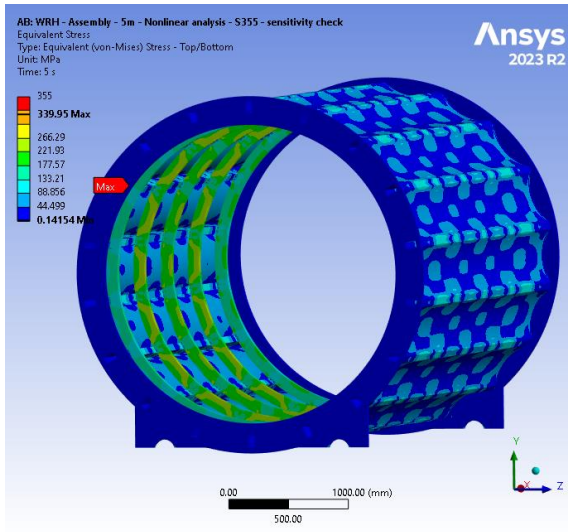 AB: WRH - Assembly - 5m - Nonlinear analysis - S355 - sensitivity check
Equivalent Stress
Type: Equivalent (von-Mises) Stress - Top/Bottom
Unit: MPa
Time: 5 s
Ansys
2023 R2
355
339.95 Max
266.29
221.93
177.57
133.21
88.856
44.499
0.14154
Max
Y
X
Z
0.00
1000.00 (mm)
500.00